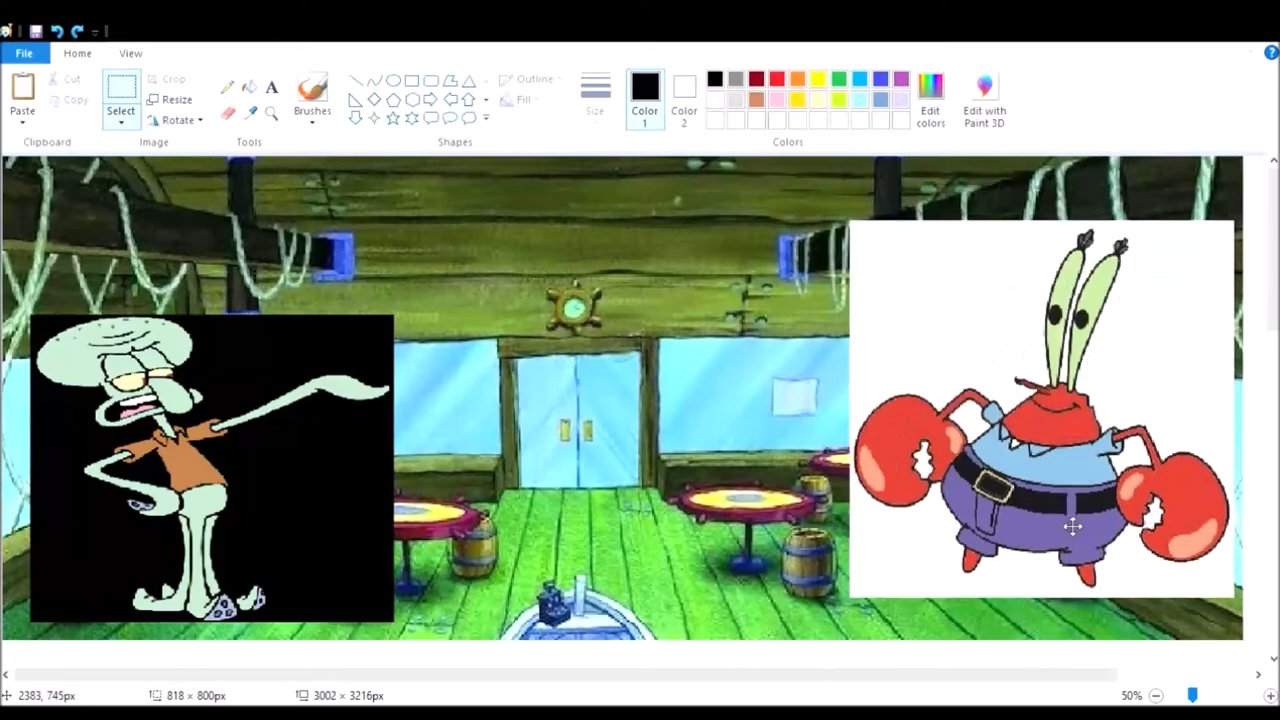 File Home View
Paste
Cut
Copy
Clipboard
Select
Crop
Resize
Rotate
Image
A
Tools
Brushes
Shapes
Outline
Fill
Size
Color 1
Color 2
Colors
Edit colors
Edit with Paint 3D
2383, 745px
818 × 800px
3002 × 3216px
50%